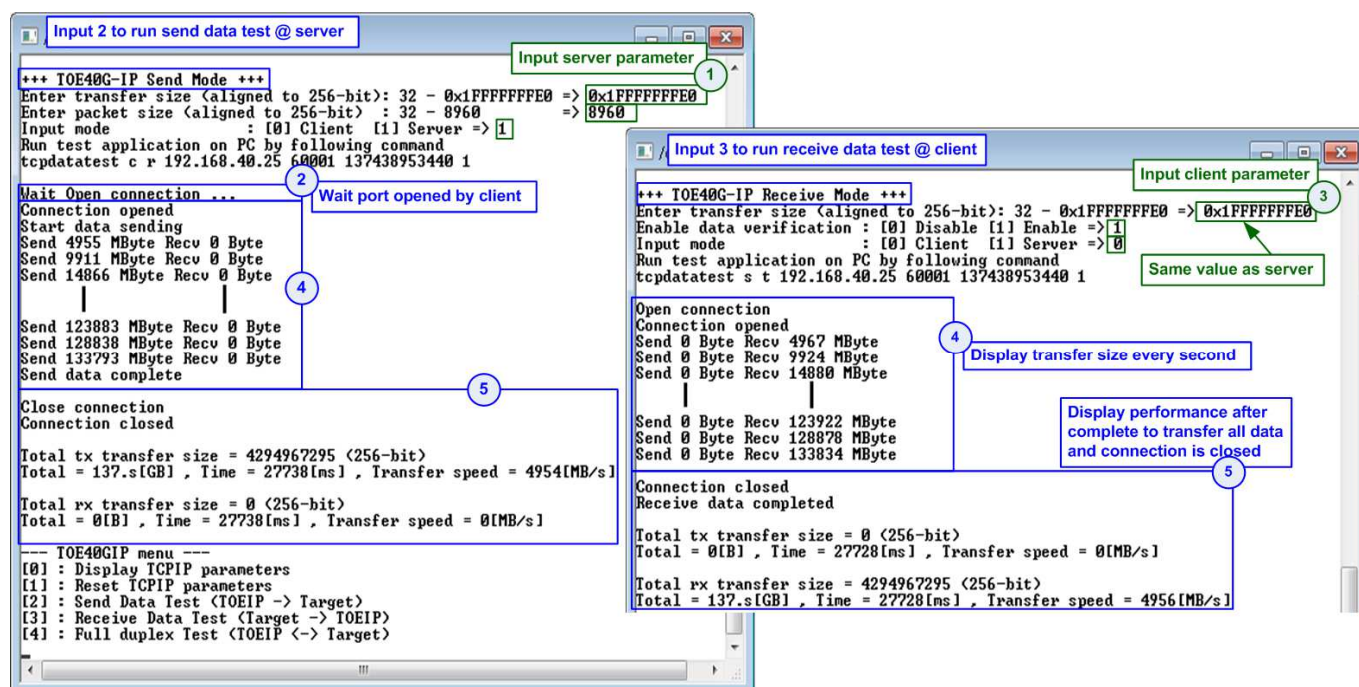 Input 2 to run send data test @ server
Input server parameter
1
+++ TOE40G-IP Send Mode +++
Enter transfer size (aligned to 256-bit): 32 - 0x1FFFFFFFE0 => 0x1FFFFFFFE0
Enter packet size (aligned to 256-bit) : 32 - 8960 => 8960
Input mode : [0] Client [1] Server => 1
Run test application on PC by following command
tcpdatatest c r 192.168.40.25 60001 137438953440 1
2
Wait Open connection ...
Wait port opened by client
Connection opened
Start data sending
Send 4955 MByte Recv 0 Byte
Send 9911 MByte Recv 0 Byte
Send 14866 MByte Recv 0 Byte
4
Send 123883 MByte Recv 0 Byte
Send 128838 MByte Recv 0 Byte
Send 133793 MByte Recv 0 Byte
Send data complete
5
Close connection
Connection closed
Total tx transfer size = 4294967295 (256-bit)
Total = 137.s[GB] , Time = 27738[ms] , Transfer speed = 4954[MB/s]
Total rx transfer size = 0 (256-bit)
Total = 0[B] , Time = 27738[ms] , Transfer speed = 0[MB/s]
--- TOE40GIP menu ---
[0] : Display TCPIP parameters
[1] : Reset TCPIP parameters
[2] : Send Data Test (TOEIP -> Target)
[3] : Receive Data Test (Target -> TOEIP)
[4] : Full duplex Test (TOEIP <-> Target)
Input 3 to run receive data test @ client
Input client parameter
3
+++ TOE40G-IP Receive Mode +++
Enter transfer size (aligned to 256-bit): 32 - 0x1FFFFFFFE0 => 0x1FFFFFFFE0
Enable data verification : [0] Disable [1] Enable => 1
Input mode : [0] Client [1] Server => 0
Run test application on PC by following command
tcpdatatest s t 192.168.40.25 60001 137438953440 1
Same value as server
Open connection
Connection opened
Send 0 Byte Recv 4967 MByte
Send 0 Byte Recv 9924 MByte
Send 0 Byte Recv 14880 MByte
4
Display transfer size every second
Send 0 Byte Recv 123922 MByte
Send 0 Byte Recv 128878 MByte
Send 0 Byte Recv 133834 MByte
Display performance after
complete to transfer all data
and connection is closed
5
Connection closed
Receive data completed
Total tx transfer size = 0 (256-bit)
Total = 0[B] , Time = 27728[ms] , Transfer speed = 0[MB/s]
Total rx transfer size = 4294967295 (256-bit)
Total = 137.s[GB] , Time = 27728[ms] , Transfer speed = 4956[MB/s]